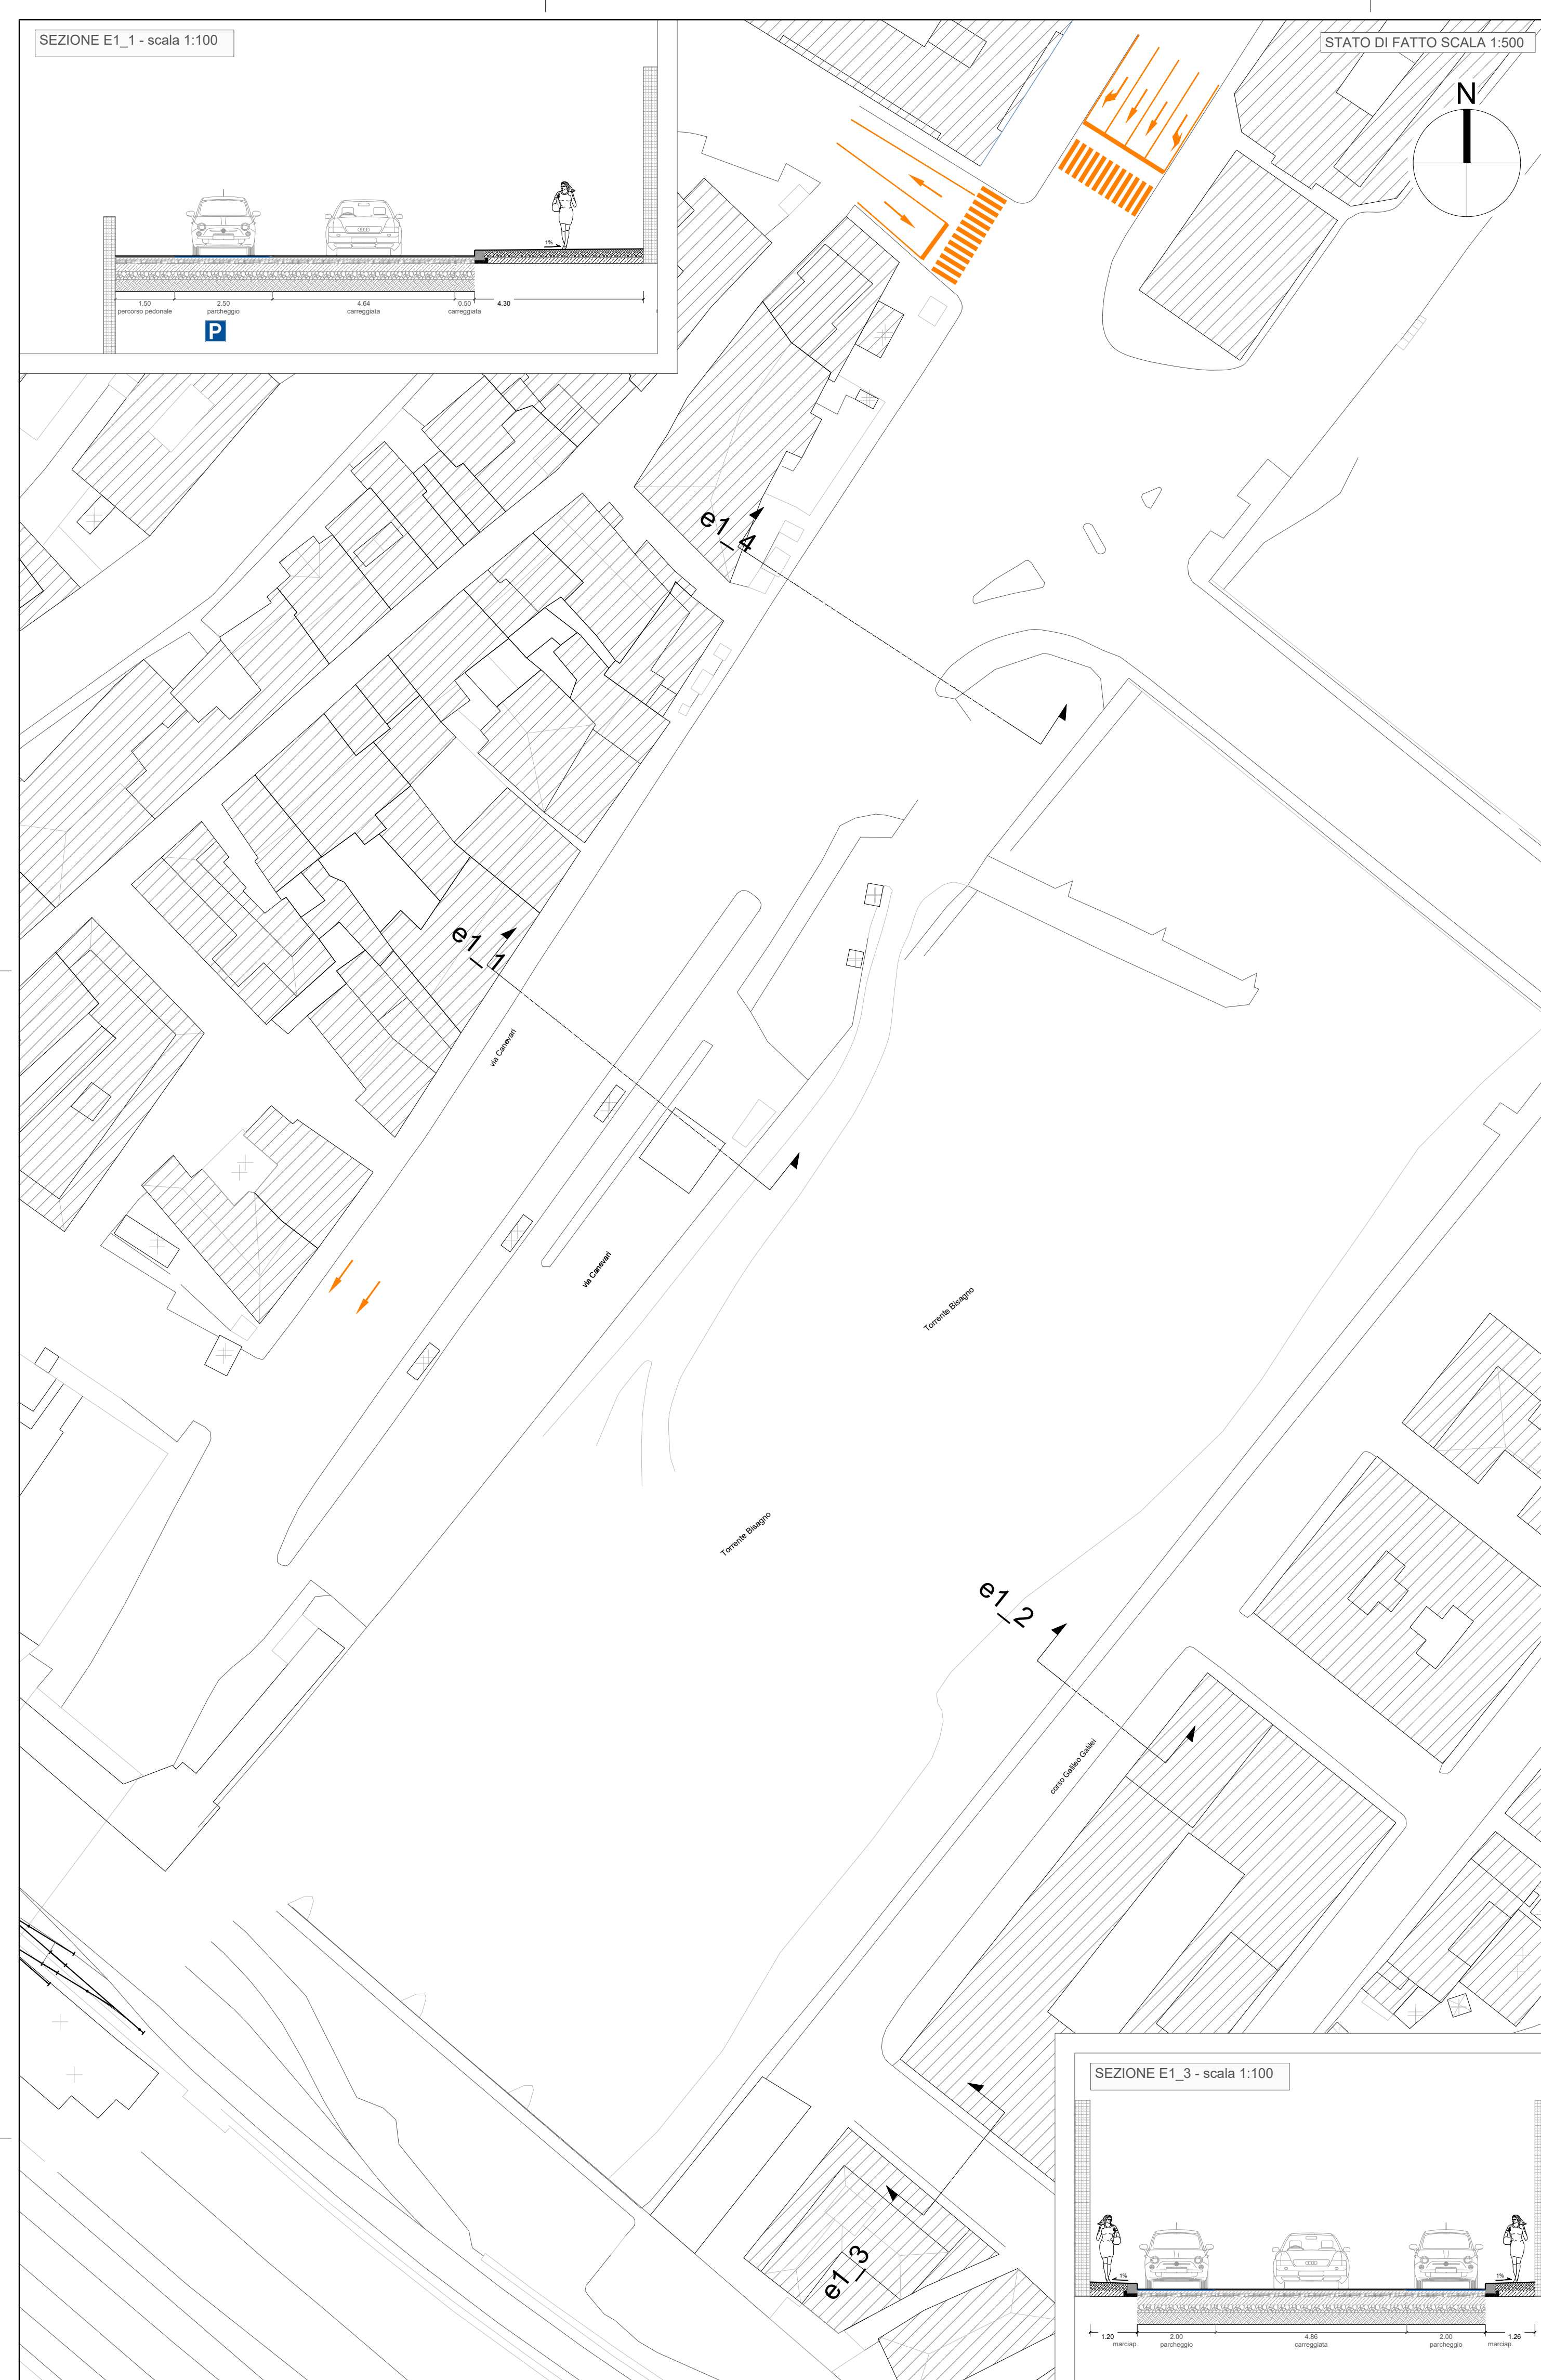 SEZIONE E1_1 - scala 1:100
STATO DI FATTO SCALA 1:500
N
1%
1.50
2.50
4.64
0.50
4.30
percorso pedonale
parcheggio
carreggiata
carreggiata
P
e1_4
e1_1
via Canevari
via Canevari
Torrente Bisagno
Torrente Bisagno
e1_2
corso Galileo Galilei
e1_3
SEZIONE E1_3 - scala 1:100
1%
1%
1.20
2.00
4.86
2.00
1.26
marciap.
parcheggio
carreggiata
parcheggio
marciap.